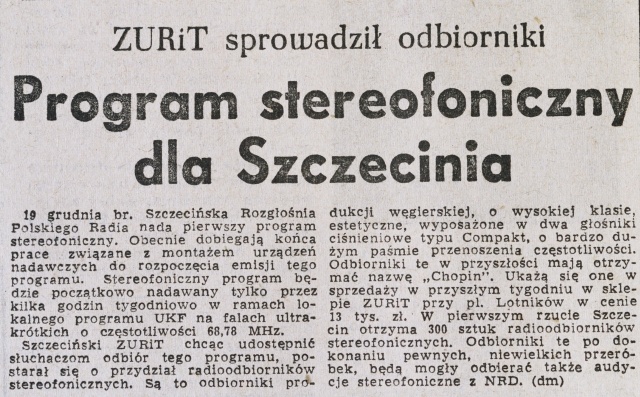 ZURiT sprowadził odbiorniki
Program stereofoniczny
dla Szczecinia
19 grudnia br. Szczecińska Rozgłośnia
Polskiego Radia nada pierwszy program
stereofoniczny. Obecnie dobiegają końca
prace związane z montażem urządzeń
nadawczych do rozpoczęcia emisji tego
programu. Stereofoniczny program bę-
dzie początkowo nadawany tylko przez
kilka godzin tygodniowo w ramach lo-
kalnego programu UKF na falach ultra-
krótkich o częstotliwości 68,78 MHz.
Szczeciński ZURiT chcąc udostępnić
słuchaczom odbiór tego programu, po-
starał się o przydział radioodbiorników
stereofonicznych. Są to odbiorniki pro-
dukcji węgierskiej, o wysokiej klasie,
estetyczne, wyposażone w dwa głośniki
ciśnieniowe typu Compakt, o bardzo du-
żym paśmie przenoszenia częstotliwości.
Odbiorniki te w przyszłości mają otrzy-
mać nazwę „Chopin". Ukażą się one w
sprzedaży w przyszłym tygodniu w skle-
pie ZURiT przy pl. Lotników w cenie
13 tys. zł. W pierwszym rzucie Szcze-
cin otrzyma 300 sztuk radioodbiorników
stereofonicznych. Odbiorniki te po do-
konaniu pewnych, niewielkich przeró-
bek, będą mogły odbierać także audy-
cje stereofoniczne z NRD. (dm)